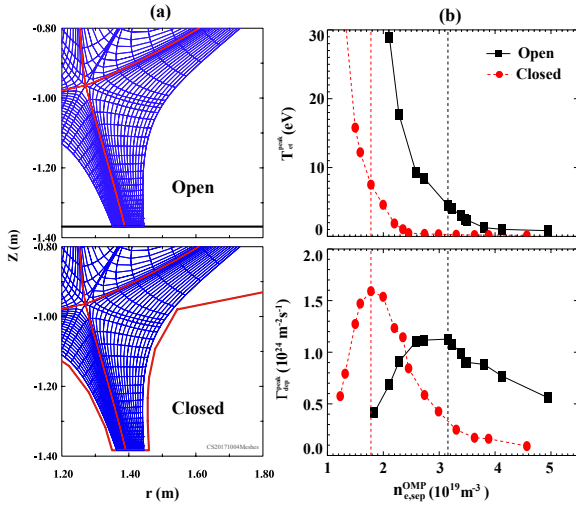 (a)
(b)
-0.80
-1.00
-1.20
-1.40
Open
-0.80
-1.00
-1.20
-1.40
Closed
CS20171004Meshes
Z (m)
1.20 1.40 1.60 1.80
r (m)
30
20
10
0
T_et^peak (eV)
Open
Closed
2.0
1.5
1.0
0.5
0.0
Γ_dep^peak (10^24 m^-2 s^-1)
1 2 3 4 5
n_e,sep^OMP (10^19 m^-3)